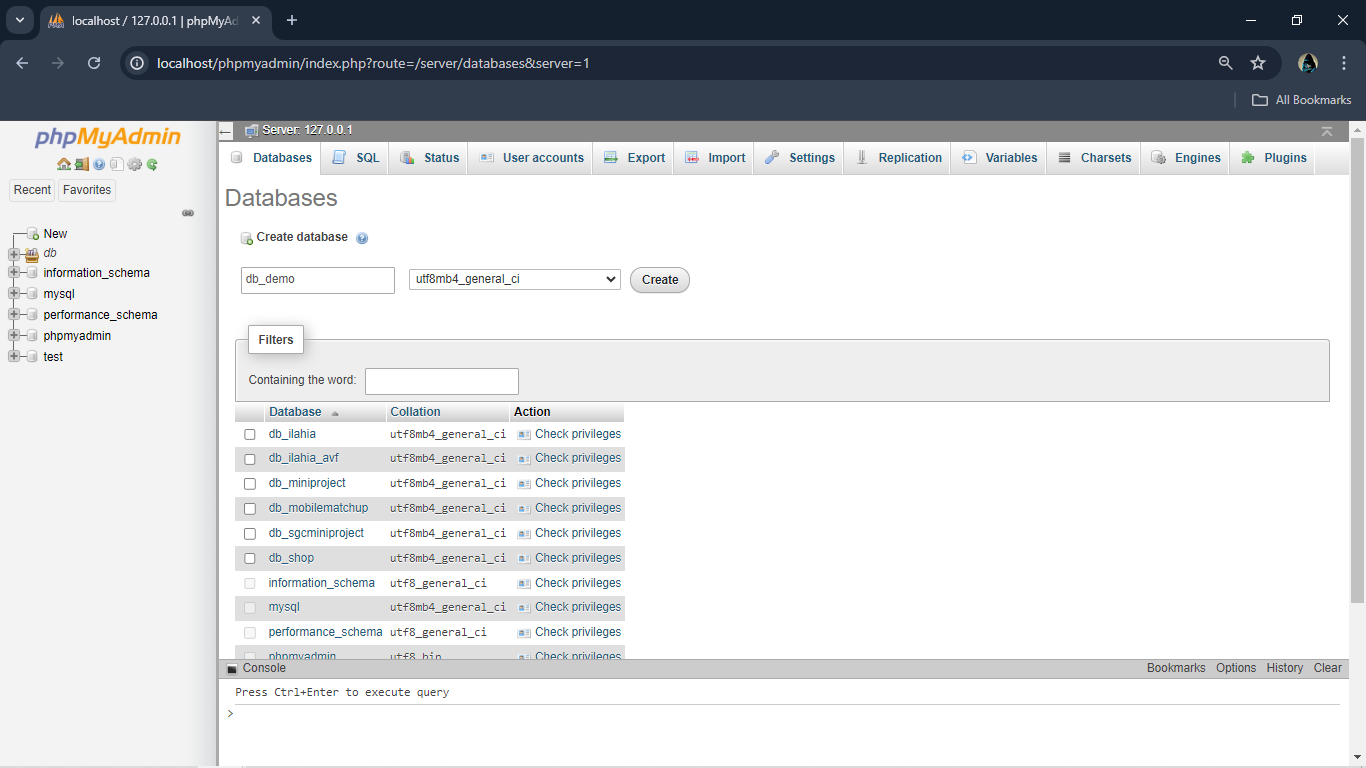 localhost / 127.0.0.1 | phpMyAd
localhost/phpmyadmin/index.php?route=/server/databases&server=1
All Bookmarks
phpMyAdmin
Recent Favorites
New
db
information_schema
mysql
performance_schema
phpmyadmin
test
Server: 127.0.0.1
Databases SQL Status User accounts Export Import Settings Replication Variables Charsets Engines Plugins
Databases
Create database
db_demo utf8mb4_general_ci Create
Filters
Containing the word:
Database Collation Action
db_ilahia utf8mb4_general_ci Check privileges
db_ilahia_avf utf8mb4_general_ci Check privileges
db_miniproject utf8mb4_general_ci Check privileges
db_mobilematchup utf8mb4_general_ci Check privileges
db_sgcminiproject utf8mb4_general_ci Check privileges
db_shop utf8mb4_general_ci Check privileges
information_schema utf8_general_ci Check privileges
mysql utf8mb4_general_ci Check privileges
performance_schema utf8_general_ci Check privileges
phpmyadmin utf8_bin Check privileges
Console Bookmarks Options History Clear
Press Ctrl+Enter to execute query
>